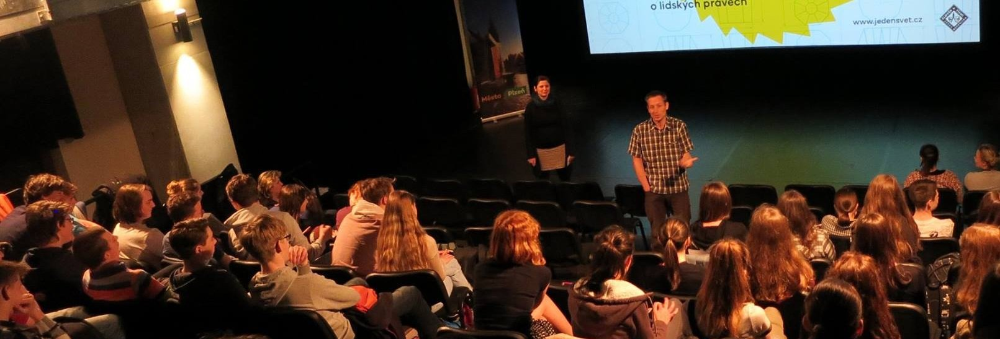 o lidských právech
www.jedensvet.cz
Město Plzeň